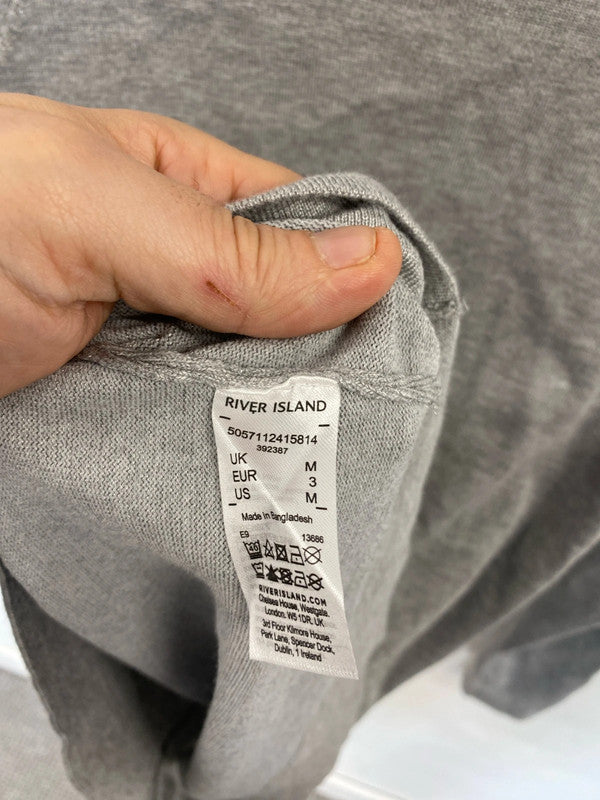 RIVER ISLAND
5057112415814
392387
UK M
EUR 3
US M
Made in Bangladesh
E9 13686
RIVERISLAND.COM
Chelsea House, Westgate,
London. W5 1DR, UK
3rd Floor Kilmore House,
Park Lane, Spencer Dock,
Dublin, 1 Ireland